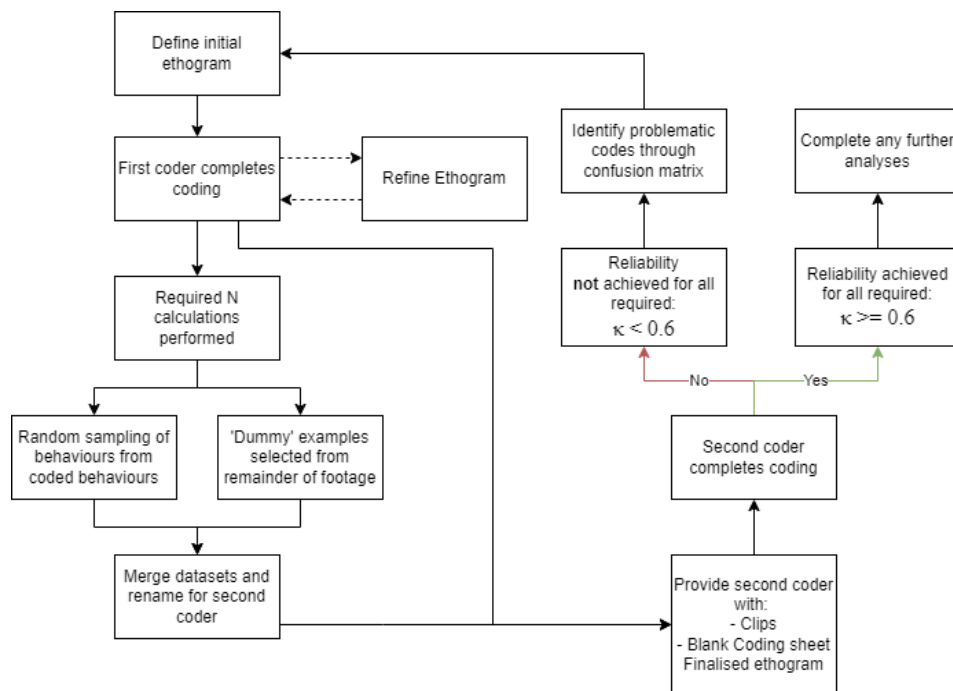 Define initial
ethogram
First coder completes
coding
Refine Ethogram
Required N
calculations
performed
Random sampling of
behaviours from
coded behaviours
'Dummy' examples
selected from
remainder of footage
Merge datasets and
rename for second
coder
Identify problematic
codes through
confusion matrix
Complete any further
analyses
Reliability
not achieved for all
required:
κ < 0.6
Reliability achieved
for all required:
κ >= 0.6
No
Yes
Second coder
completes coding
Provide second coder
with:
- Clips
- Blank Coding sheet
Finalised ethogram